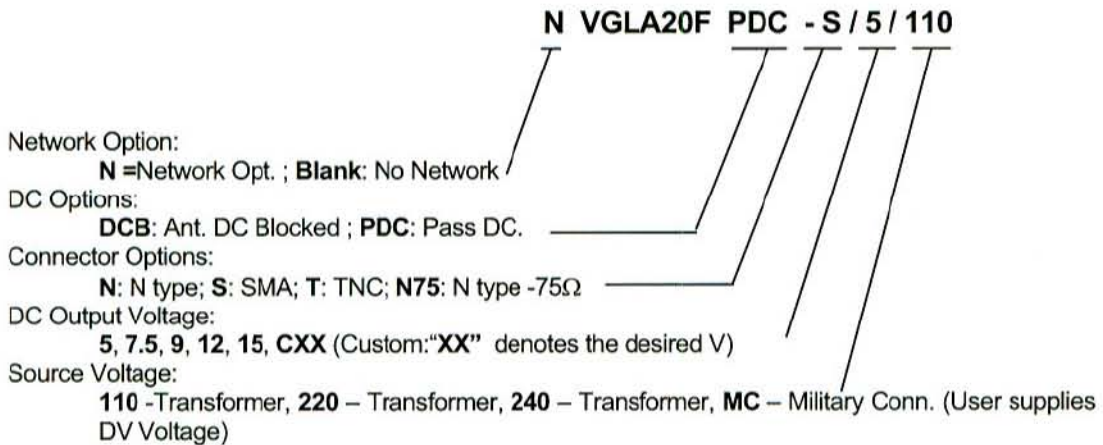 N VGLA20F PDC - S / 5 / 110
Network Option:
N =Network Opt. ; Blank: No Network
DC Options:
DCB: Ant. DC Blocked ; PDC: Pass DC.
Connector Options:
N: N type; S: SMA; T: TNC; N75: N type -75Ω
DC Output Voltage:
5, 7.5, 9, 12, 15, CXX (Custom:"XX" denotes the desired V)
Source Voltage:
110 -Transformer, 220 – Transformer, 240 – Transformer, MC – Military Conn. (User supplies
DV Voltage)